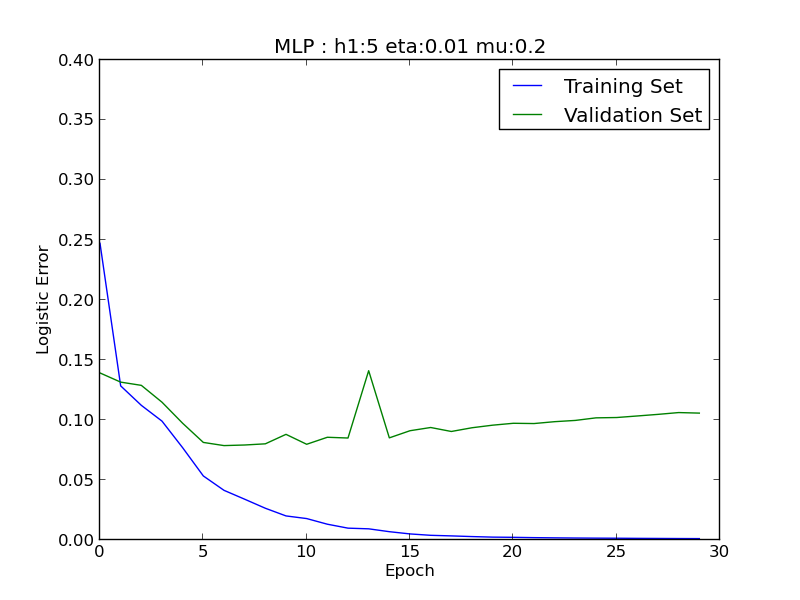 MLP : h1:5 eta:0.01 mu:0.2
Training Set
Validation Set
0.40
0.35
0.30
0.25
0.20
0.15
0.10
0.05
0.00
Logistic Error
0 5 10 15 20 25 30
Epoch